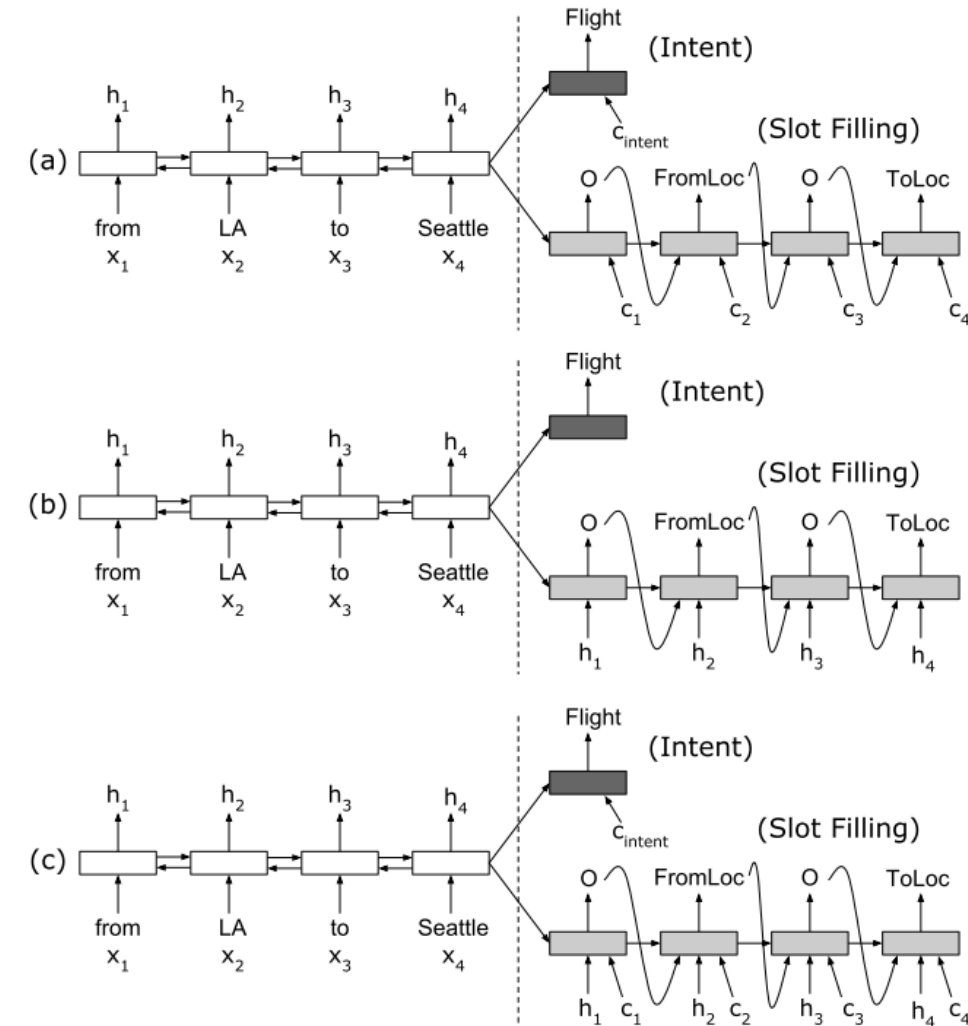 Flight
(Intent)
h₁ h₂ h₃ h₄
c_intent
(Slot Filling)
(a)
O FromLoc O ToLoc
from LA to Seattle
x₁ x₂ x₃ x₄
c₁ c₂ c₃ c₄
Flight
(Intent)
h₁ h₂ h₃ h₄
(Slot Filling)
(b)
O FromLoc O ToLoc
from LA to Seattle
x₁ x₂ x₃ x₄
h₁ h₂ h₃ h₄
Flight
(Intent)
h₁ h₂ h₃ h₄
c_intent
(Slot Filling)
(c)
O FromLoc O ToLoc
from LA to Seattle
x₁ x₂ x₃ x₄
h₁ c₁ h₂ c₂ h₃ c₃ h₄ c₄